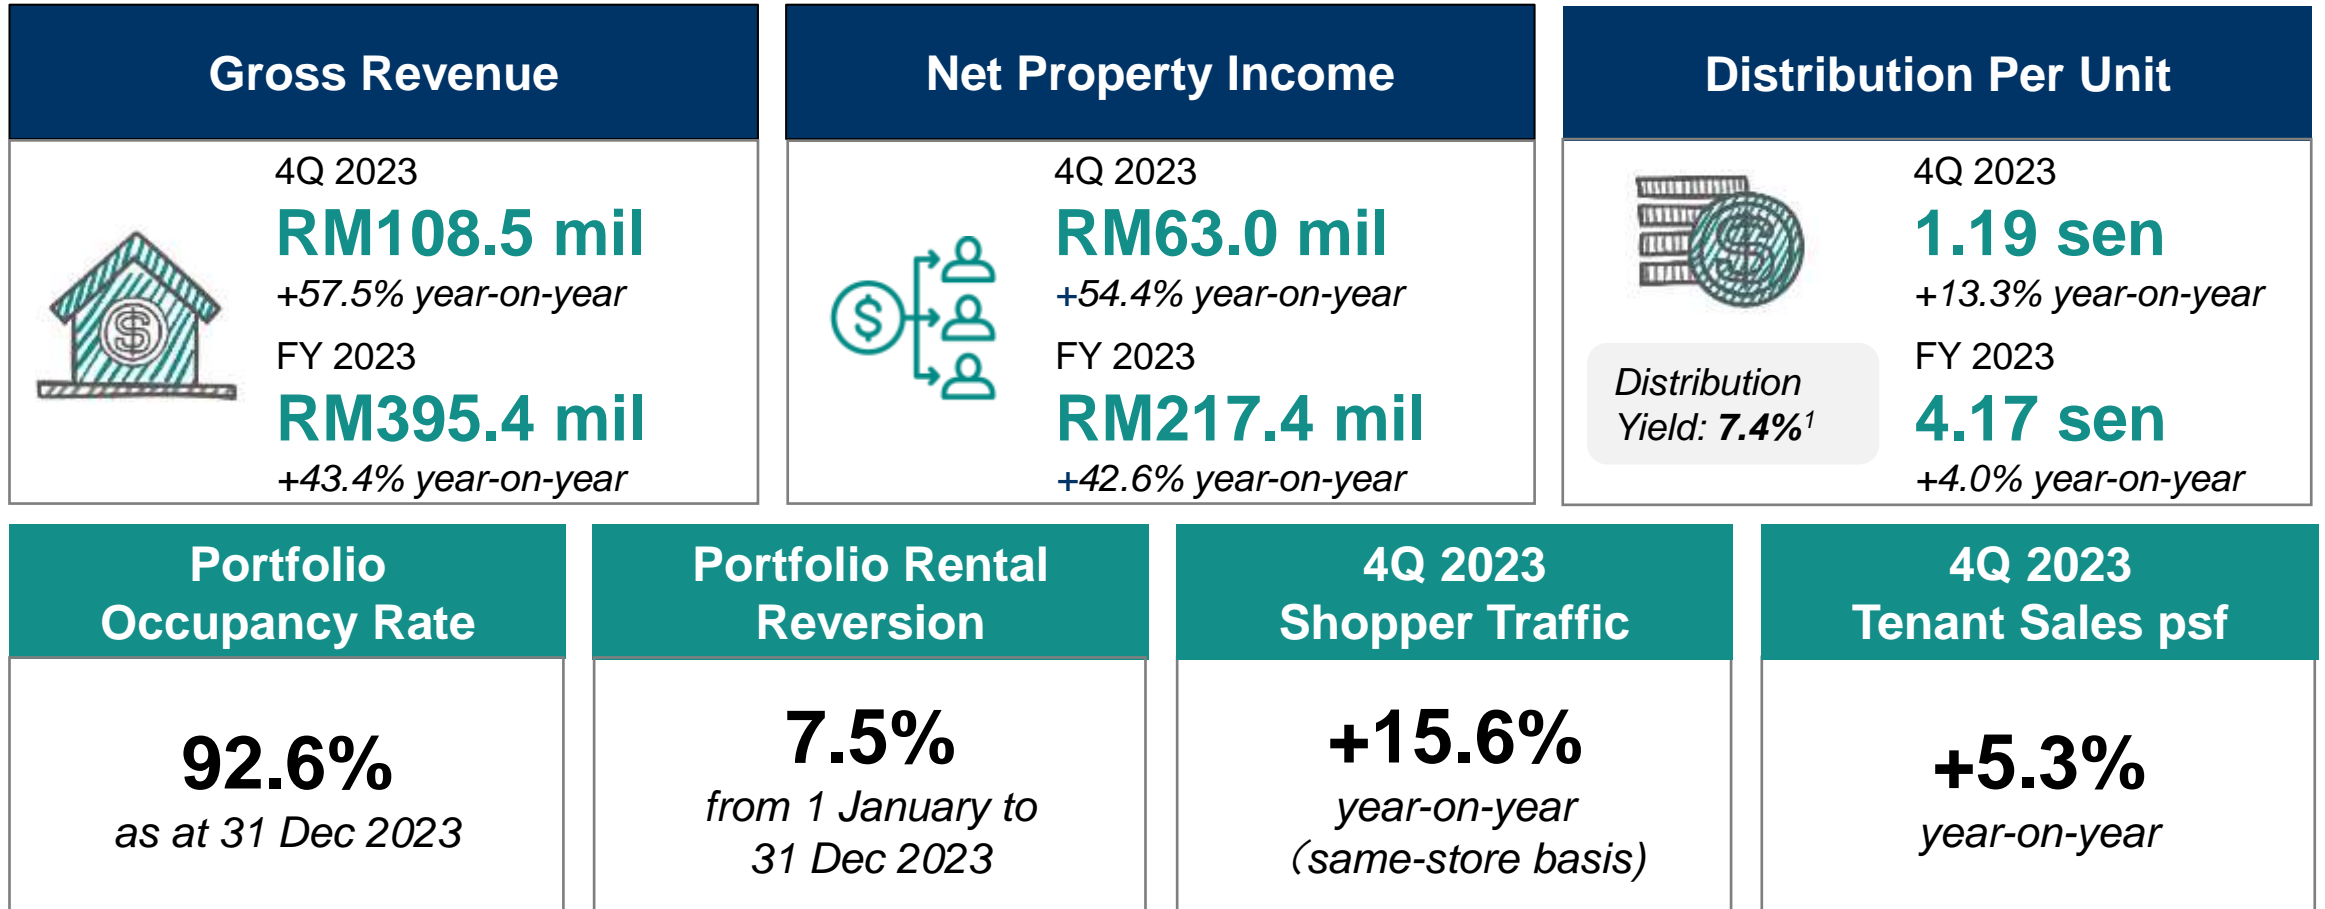 Gross Revenue
4Q 2023
RM108.5 mil
+57.5% year-on-year
FY 2023
RM395.4 mil
+43.4% year-on-year
Net Property Income
4Q 2023
RM63.0 mil
+54.4% year-on-year
FY 2023
RM217.4 mil
+42.6% year-on-year
Distribution Per Unit
4Q 2023
1.19 sen
+13.3% year-on-year
Distribution
Yield: 7.4%¹
FY 2023
4.17 sen
+4.0% year-on-year
Portfolio
Occupancy Rate
92.6%
as at 31 Dec 2023
Portfolio Rental
Reversion
7.5%
from 1 January to
31 Dec 2023
4Q 2023
Shopper Traffic
+15.6%
year-on-year
（same-store basis)
4Q 2023
Tenant Sales psf
+5.3%
year-on-year